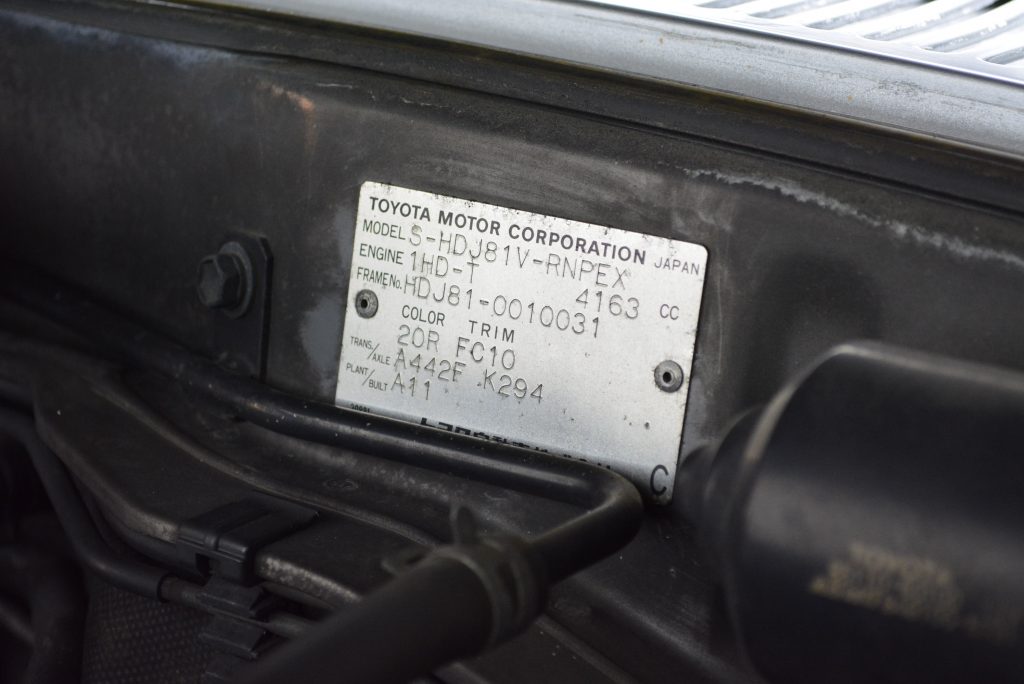 TOYOTA MOTOR CORPORATION JAPAN
MODEL S-HDJ81V-RNPEX
ENGINE 1HD-T 4163 CC
FRAME No. HDJ81-0010031
COLOR TRIM
20R FC10
TRANS./AXLE A442F K294
PLANT/BUILT A11
C
TOYOTA